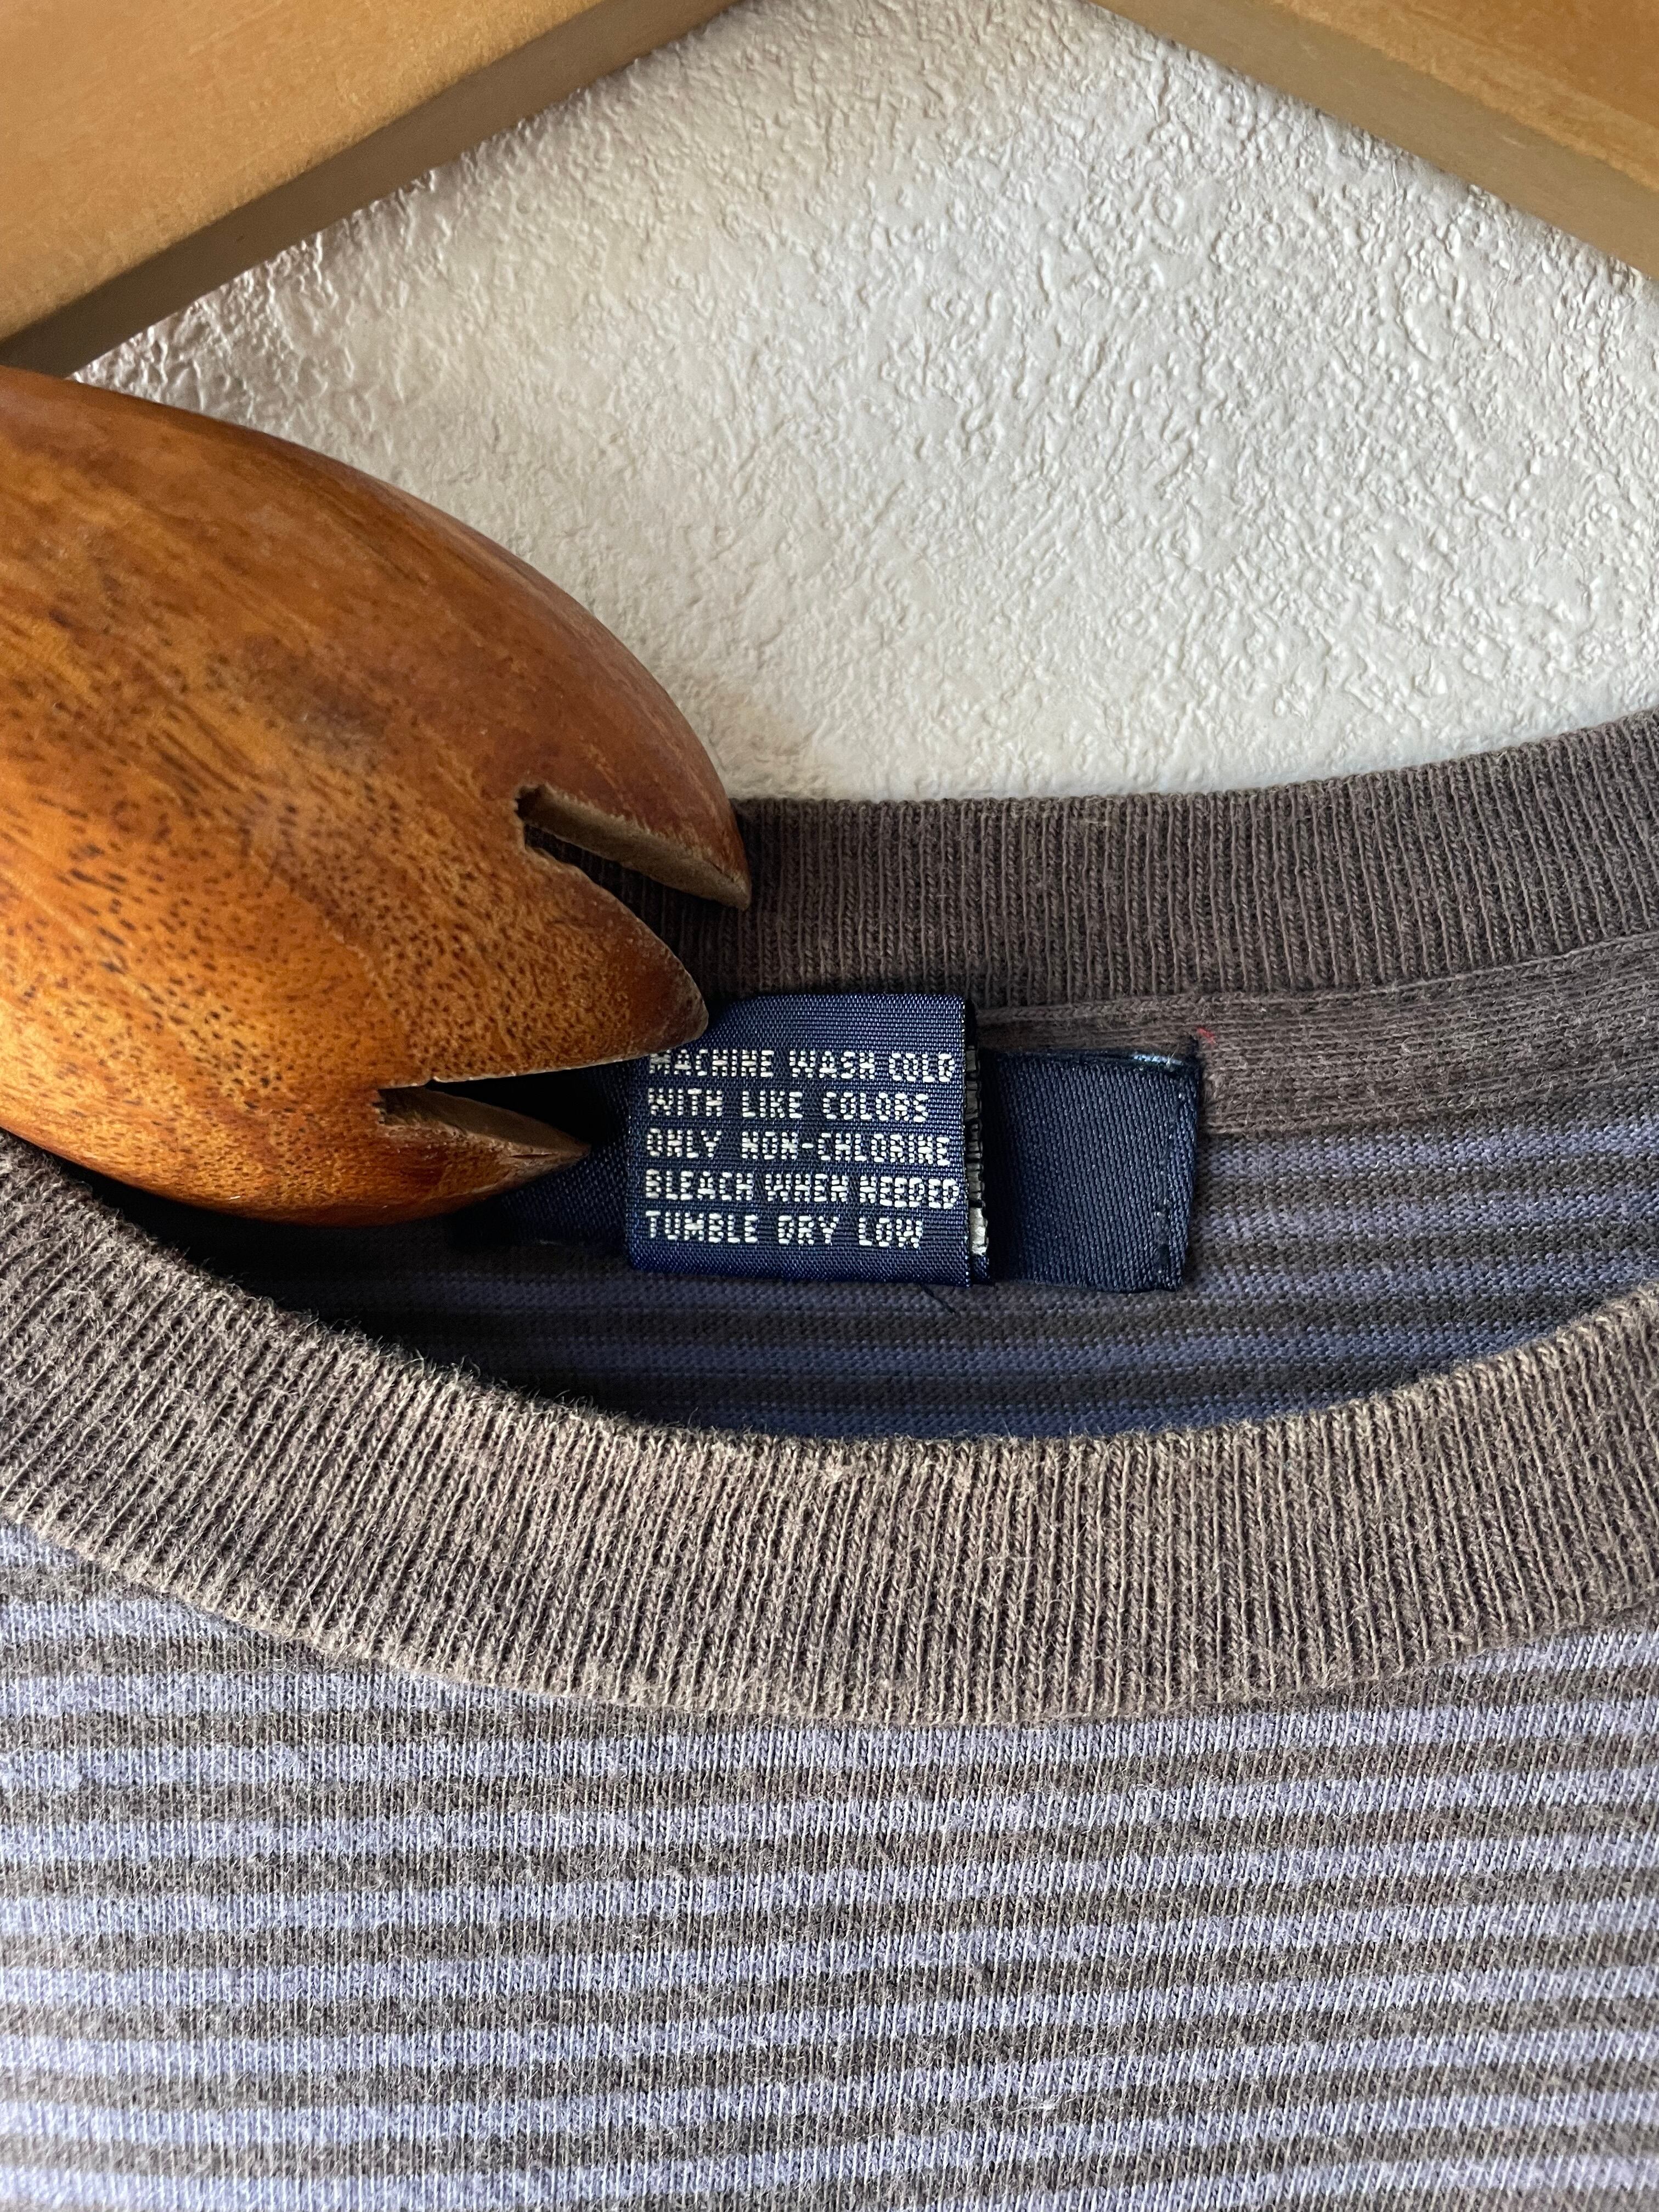 MACHINE WASH COLD
WITH LIKE COLORS
ONLY NON-CHLORINE
BLEACH WHEN NEEDED
TUMBLE DRY LOW